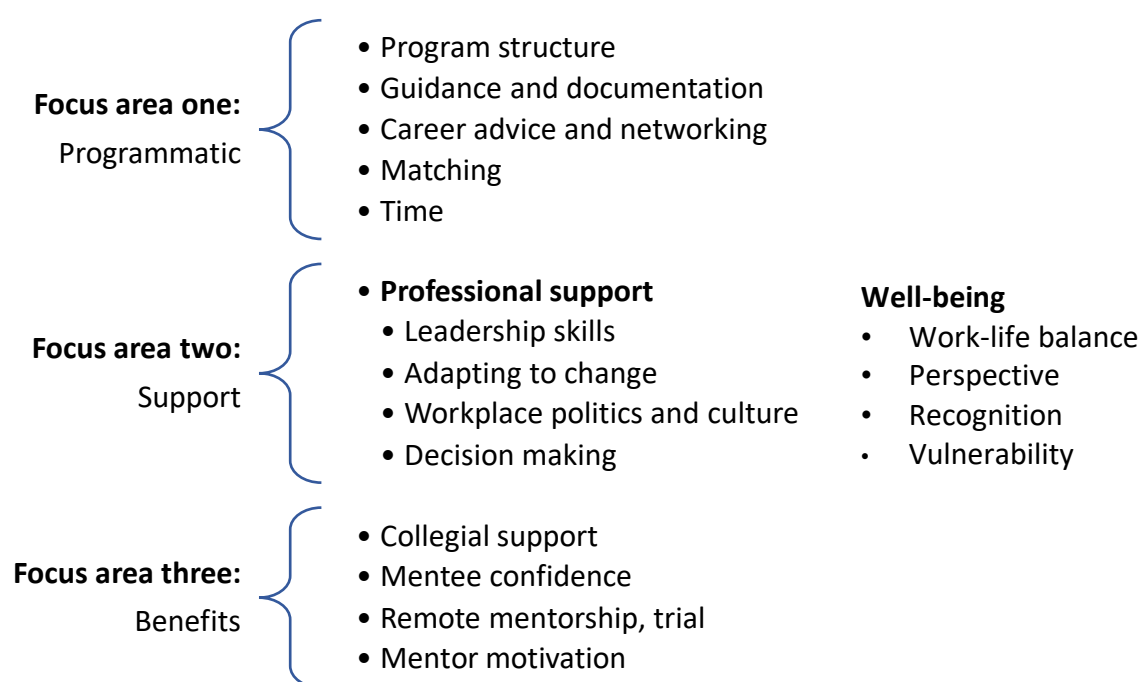 Focus area one:
Programmatic
• Program structure
• Guidance and documentation
• Career advice and networking
• Matching
• Time
Focus area two:
Support
• Professional support
• Leadership skills
• Adapting to change
• Workplace politics and culture
• Decision making
Well-being
• Work-life balance
• Perspective
• Recognition
• Vulnerability
Focus area three:
Benefits
• Collegial support
• Mentee confidence
• Remote mentorship, trial
• Mentor motivation